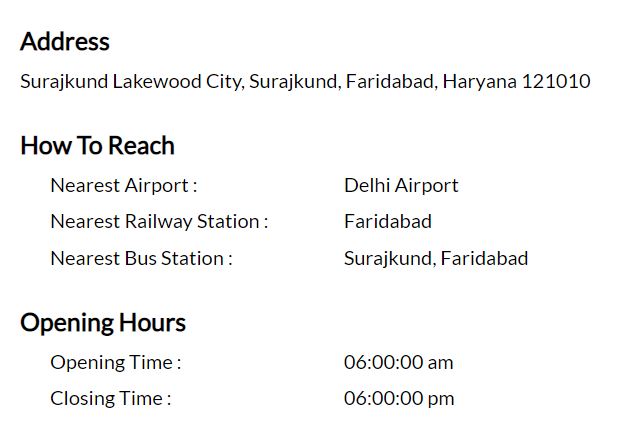 Address
Surajkund Lakewood City, Surajkund, Faridabad, Haryana 121010
How To Reach
Nearest Airport : Delhi Airport
Nearest Railway Station : Faridabad
Nearest Bus Station : Surajkund, Faridabad
Opening Hours
Opening Time : 06:00:00 am
Closing Time : 06:00:00 pm